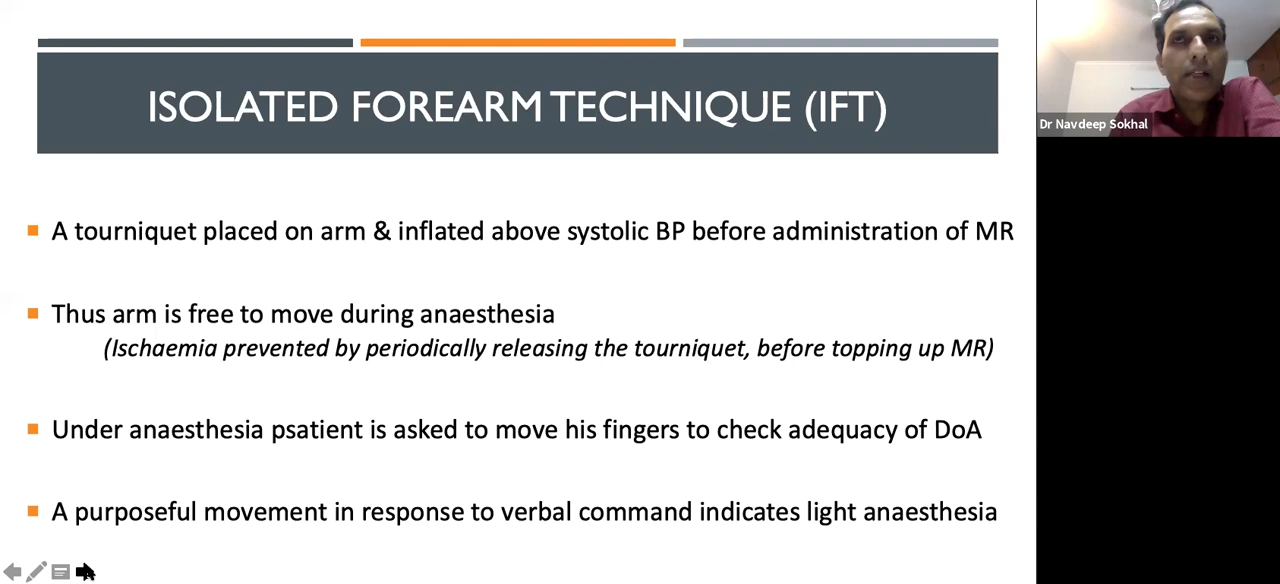 ISOLATED FOREARM TECHNIQUE (IFT)
Dr Navdeep Sokhal
A tourniquet placed on arm & inflated above systolic BP before administration of MR
Thus arm is free to move during anaesthesia
(Ischaemia prevented by periodically releasing the tourniquet, before topping up MR)
Under anaesthesia psatient is asked to move his fingers to check adequacy of DoA
A purposeful movement in response to verbal command indicates light anaesthesia